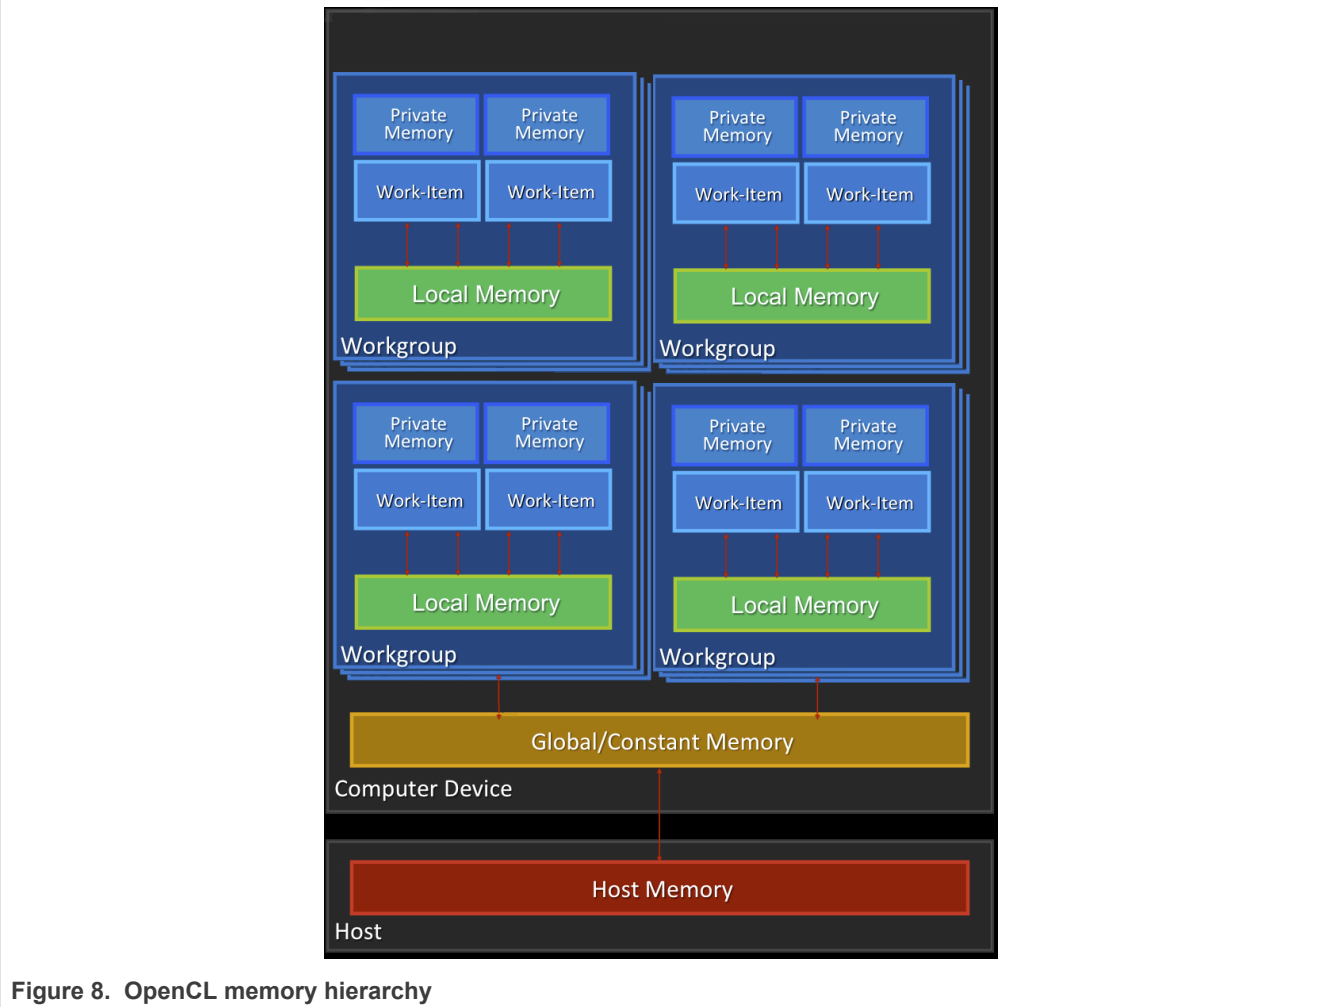 Private Private
Memory Memory
Work-Item Work-Item
Local Memory
Workgroup
Private Private
Memory Memory
Work-Item Work-Item
Local Memory
Workgroup
Private Private
Memory Memory
Work-Item Work-Item
Local Memory
Workgroup
Private Private
Memory Memory
Work-Item Work-Item
Local Memory
Workgroup
Global/Constant Memory
Computer Device
Host Memory
Host
Figure 8. OpenCL memory hierarchy